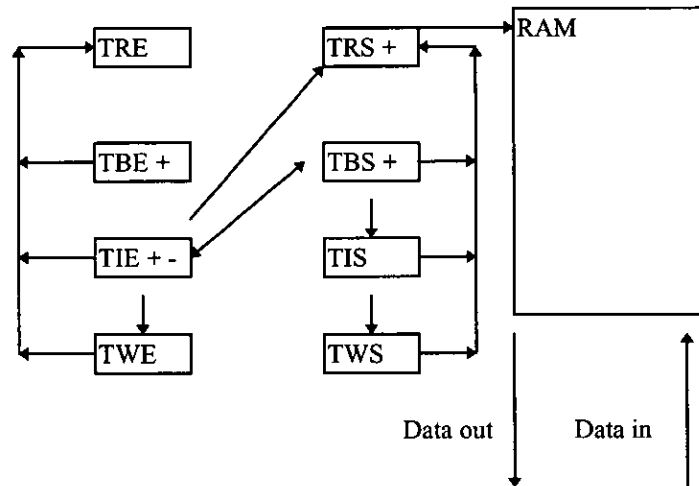 TRE
TRS +
RAM
TBE +
TBS +
TIE + -
TIS
TWE
TWS
Data out
Data in